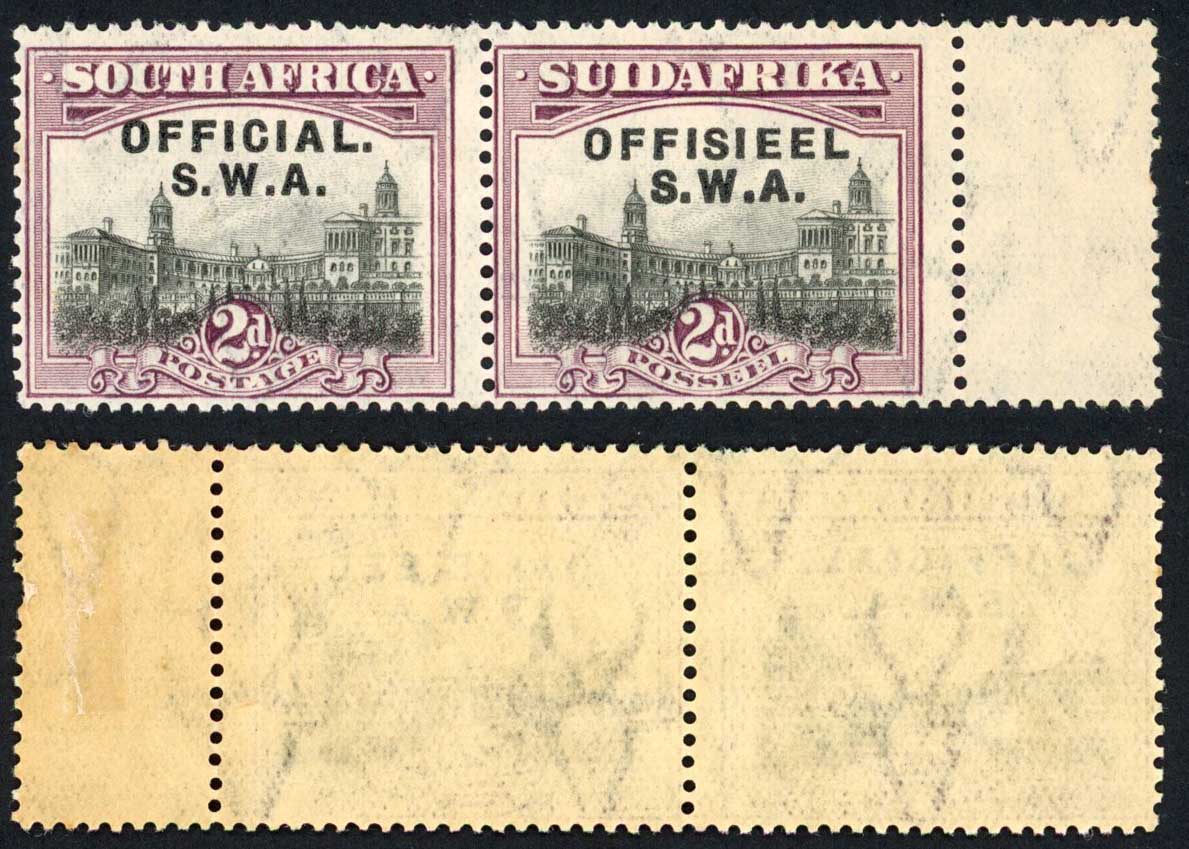 SOUTH AFRICA
OFFICIAL.
S.W.A.
2d.
POSTAGE
SUIDAFRIKA
OFFISIEEL
S.W.A.
2d.
POSSEEL